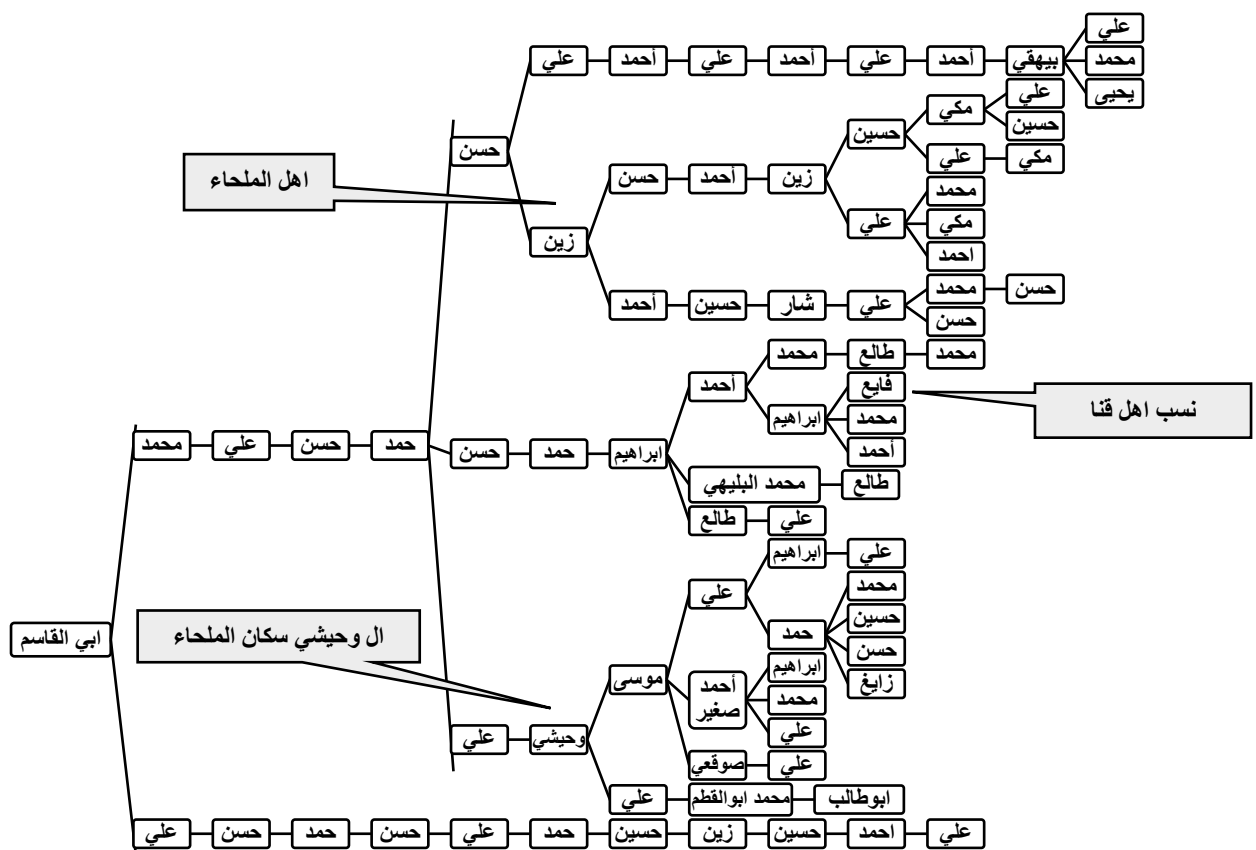 علي
علي أحمد علي أحمد علي أحمد بيهقي محمد
يحيى
علي
مكي
حسين
حسين
حسن
علي مكي
اهل الملحاء
حسن أحمد زين
محمد
علي مكي
زين
احمد
أحمد حسين شار علي محمد حسن
حسن
محمد طالع محمد
أحمد
فايع
نسب اهل قنا
ابراهيم محمد
أحمد
محمد علي حسن حمد
حسن حمد ابراهيم
محمد البليهي طالع
طالع علي
ابراهيم علي
علي
محمد
حسين
حمد
حسن
زايغ
ابي القاسم
ال وحيشي سكان الملحاء
موسى
ابراهيم
أحمد
صغير
محمد
علي
علي وحيشي
صوقعي علي
علي محمد ابوالقطم ابوطالب
علي حسن حمد حسن علي حمد حسين زين حسين احمد علي